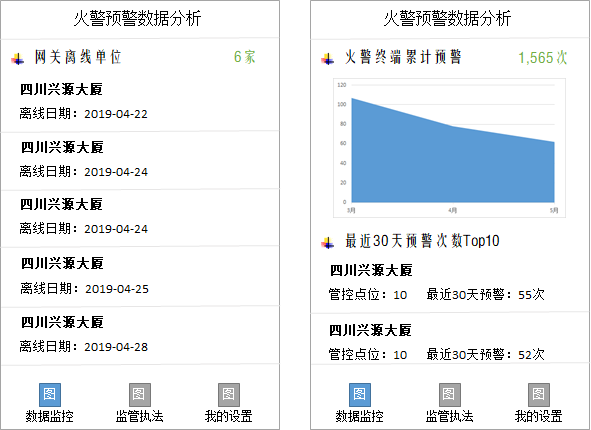 火警预警数据分析
网关离线单位 6家
四川兴源大厦
离线日期：2019-04-22
四川兴源大厦
离线日期：2019-04-24
四川兴源大厦
离线日期：2019-04-24
四川兴源大厦
离线日期：2019-04-25
四川兴源大厦
离线日期：2019-04-28
图 图 图
数据监控 监管执法 我的设置
火警预警数据分析
火警终端累计预警 1,565次
120
100
80
60
40
20
0
3月 4月 5月
最近30天预警次数Top10
四川兴源大厦
管控点位：10 最近30天预警：55次
四川兴源大厦
管控点位：10 最近30天预警：52次
图 图 图
数据监控 监管执法 我的设置